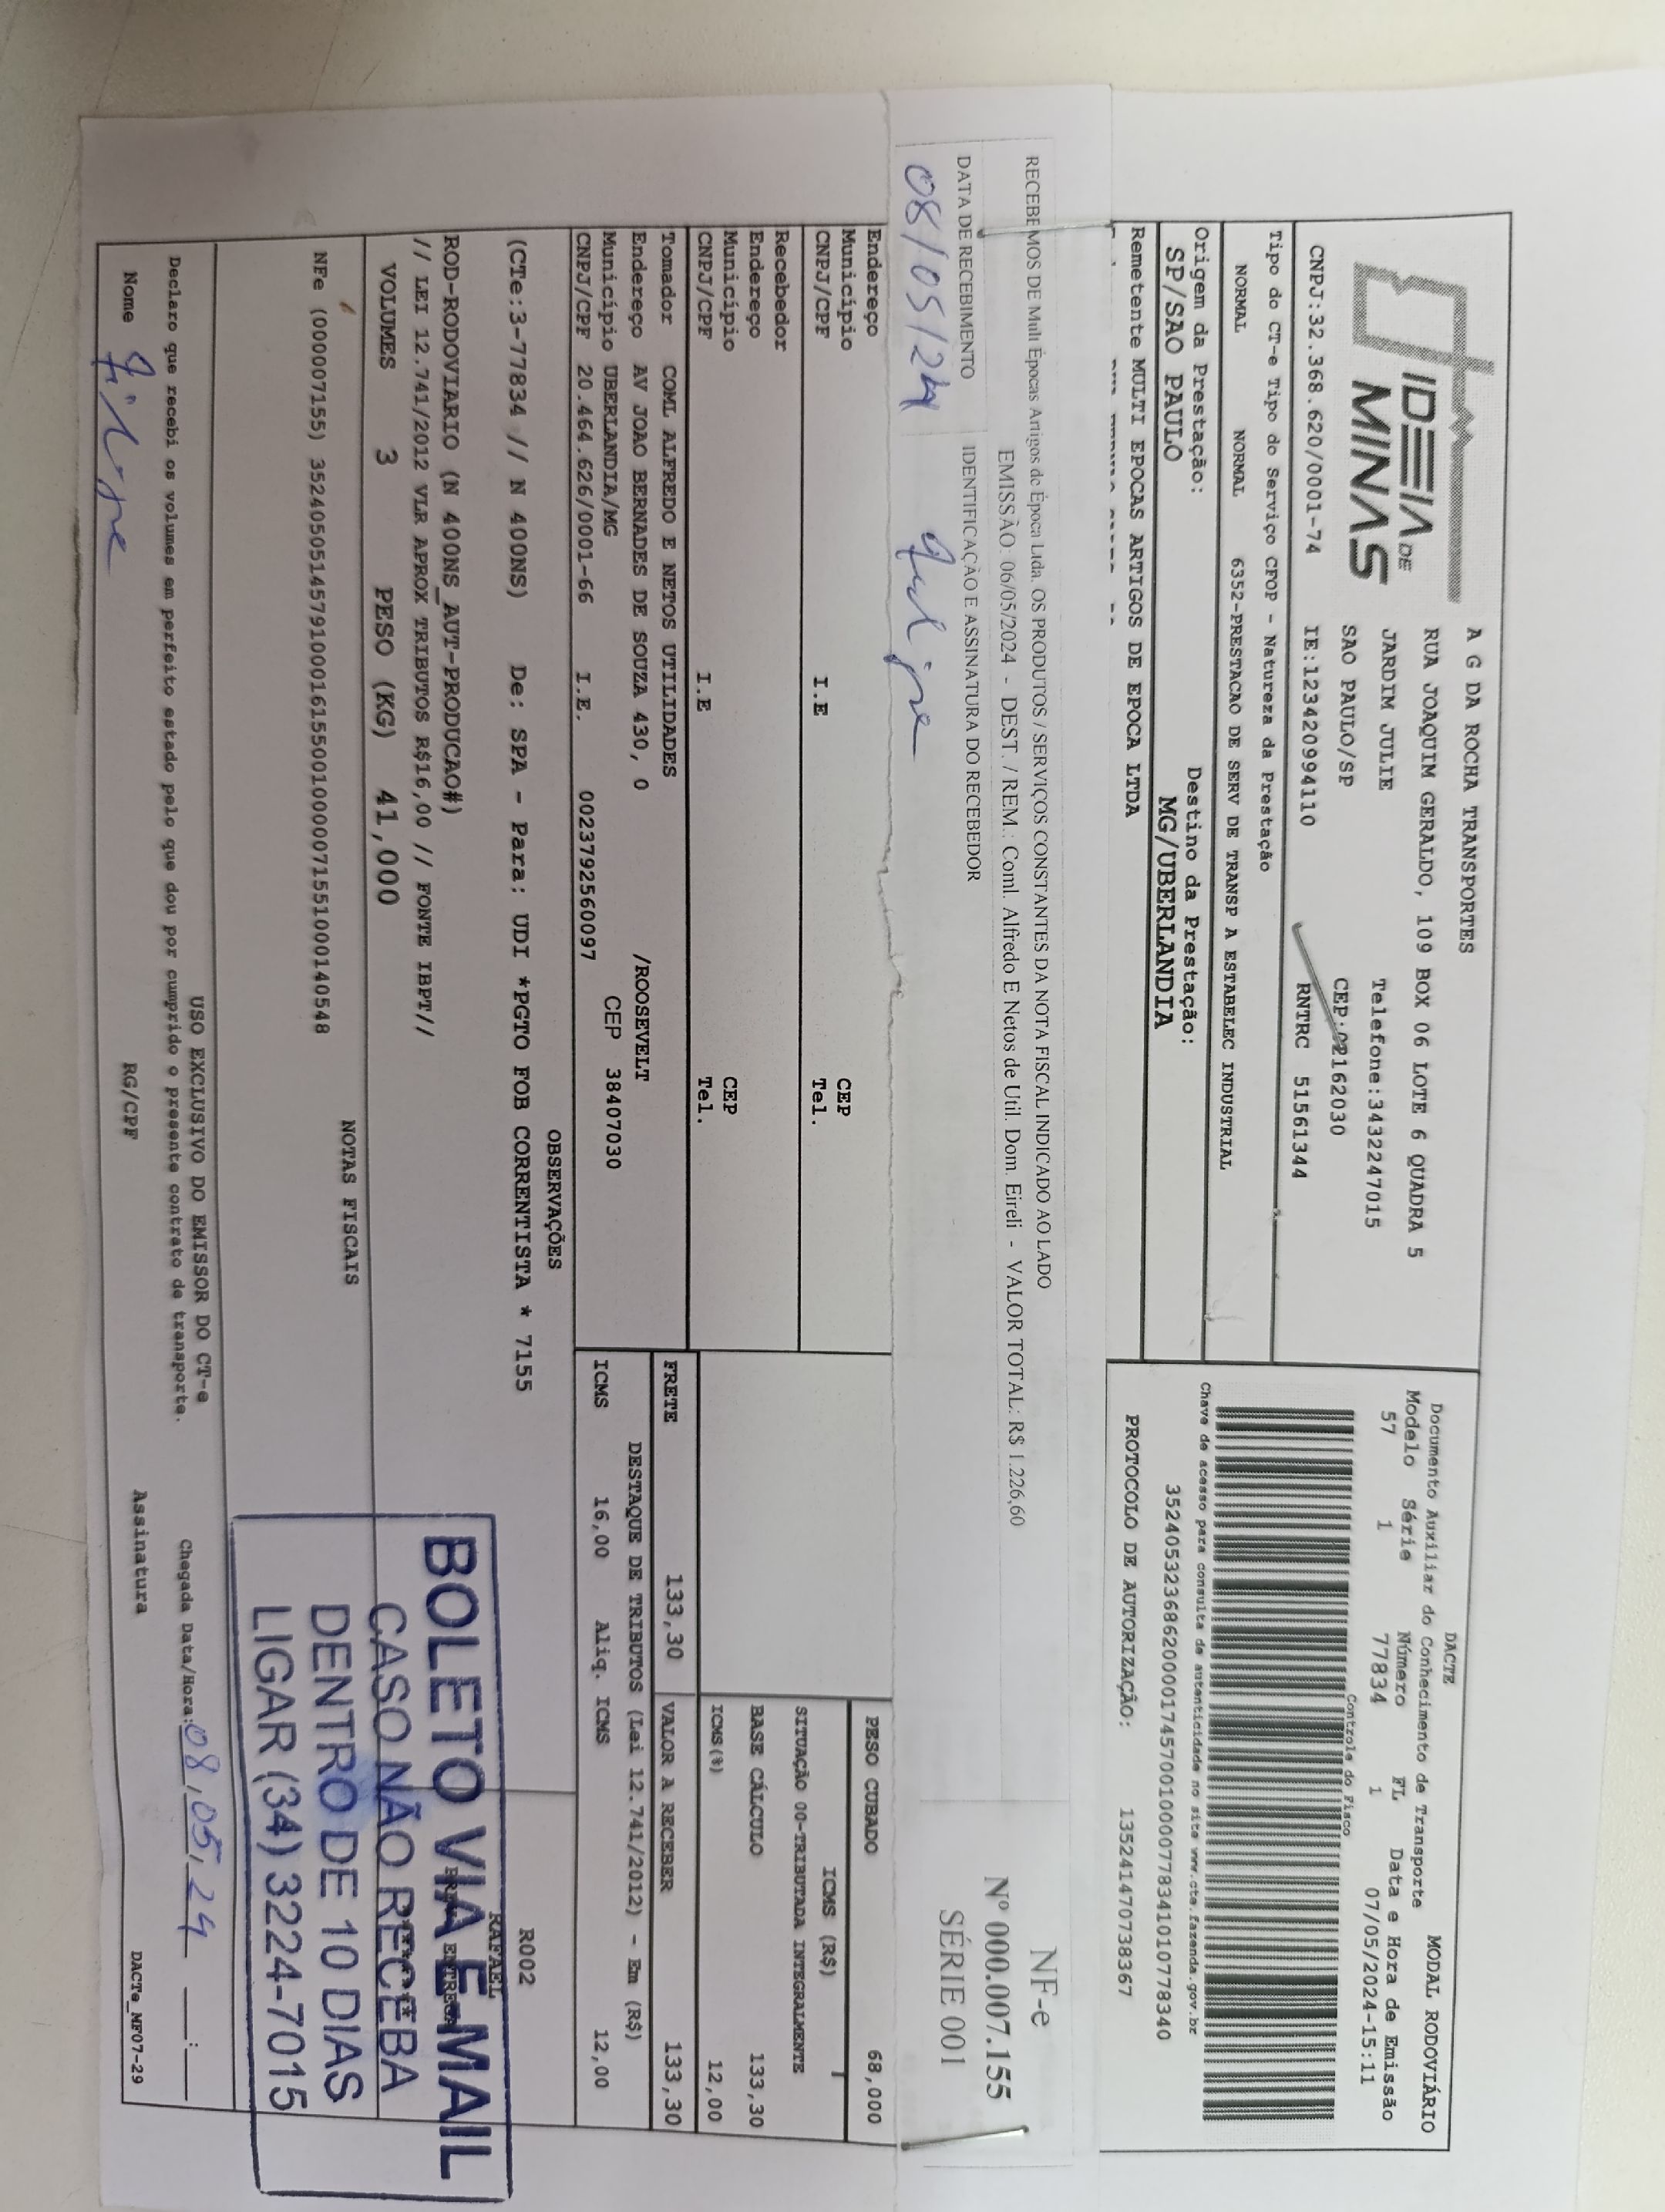 IDEIA DE
MINAS
A G DA ROCHA TRANSPORTES
RUA JOAQUIM GERALDO, 109 BOX 06 LOTE 6 QUADRA 5
JARDIM JULIE
Telefone:3432247015
SAO PAULO/SP
CEP:02162030
CNPJ:32.368.620/0001-74
IE:123420994110
RNTRC 51561344
Tipo do CT-e Tipo do Serviço CFOP - Natureza da Prestação
NORMAL NORMAL 6352-PRESTACAO DE SERV DE TRANSP A ESTABELEC INDUSTRIAL
Origem da Prestação:
SP/SAO PAULO
Destino da Prestação:
MG/UBERLANDIA
Remetente MULTI EPOCAS ARTIGOS DE EPOCA LTDA
DACTE
Documento Auxiliar do Conhecimento de Transporte
MODAL RODOVIÁRIO
Modelo Série Número FL Data e Hora de Emissão
57 1 77834 1 07/05/2024-15:11
Controle do Fisco
Chave de acesso para consulta de autenticidade no site www.cte.fazenda.gov.br
35240532368620000174570010000778341010778340
PROTOCOLO DE AUTORIZAÇÃO: 135241470738367
RECEBEMOS DE Multi Épocas Artigos de Época Ltda. OS PRODUTOS / SERVIÇOS CONSTANTES DA NOTA FISCAL INDICADO AO LADO
EMISSÃO: 06/05/2024 - DEST. / REM.: Coml. Alfredo E Netos de Util. Dom. Eireli - VALOR TOTAL: R$ 1.226,60
DATA DE RECEBIMENTO
IDENTIFICAÇÃO E ASSINATURA DO RECEBEDOR
08/05/24
NF-e
Nº 000.007.155
SÉRIE 001
Endereço
Município CEP
CNPJ/CPF I.E Tel.
Recebedor
Endereço
Município CEP
CNPJ/CPF I.E Tel.
Tomador COML ALFREDO E NETOS UTILIDADES
Endereço AV JOAO BERNADES DE SOUZA 430, 0 /ROOSEVELT
Município UBERLANDIA/MG CEP 38407030
CNPJ/CPF 20.464.626/0001-66 I.E. 0023792560097
PESO CUBADO 68,000
ICMS (R$)
SITUAÇÃO 00-TRIBUTADA INTEGRALMENTE
BASE CÁLCULO 133,30
ICMS(%) 12,00
FRETE 133,30
VALOR A RECEBER 133,30
DESTAQUE DE TRIBUTOS (Lei 12.741/2012) - Em (R$)
ICMS 16,00 Aliq. ICMS 12,00
OBSERVAÇÕES
(CTe:3-77834 // N 400NS) De: SPA - Para: UDI *PGTO FOB CORRENTISTA * 7155
R002
RAFAEL
ROD-RODOVIARIO (N 400NS_AUT-PRODUCAO#)
// LEI 12.741/2012 VLR APROX TRIBUTOS R$16,00 // FONTE IBPT//
VOLUMES 3 PESO (KG) 41,000
NOTAS FISCAIS
NFe (000007155) 35240505145791000161550010000071551000140548
BOLETO VIA E-MAIL
CASO NÃO RECEBA
DENTRO DE 10 DIAS
LIGAR (34) 3224-7015
USO EXCLUSIVO DO EMISSOR DO CT-e
Declaro que recebi os volumes em perfeito estado pelo que dou por cumprido o presente contrato de transporte.
Chegada Data/Hora: 08,05,24 :
Nome
RG/CPF
Assinatura
DACTe_NF07-29